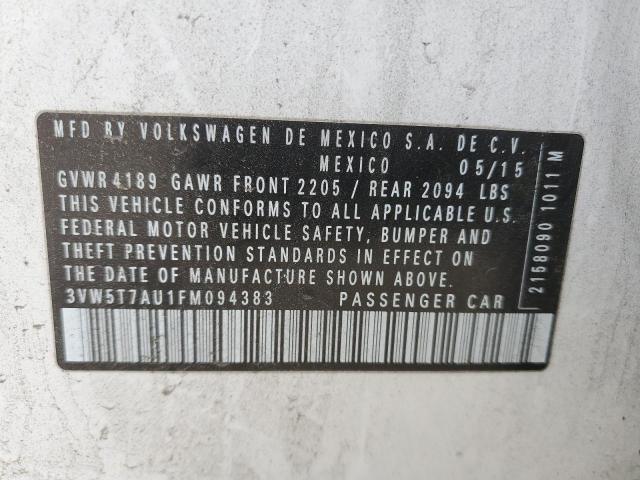 MFD BY VOLKSWAGEN DE MEXICO S.A. DE C.V.
MEXICO 05/15
GVWR 4189 GAWR FRONT 2205 / REAR 2094 LBS
THIS VEHICLE CONFORMS TO ALL APPLICABLE U.S.
FEDERAL MOTOR VEHICLE SAFETY, BUMPER AND
THEFT PREVENTION STANDARDS IN EFFECT ON
THE DATE OF MANUFACTURE SHOWN ABOVE.
3VW5T7AU1FM094383 PASSENGER CAR
2158090 1011 M